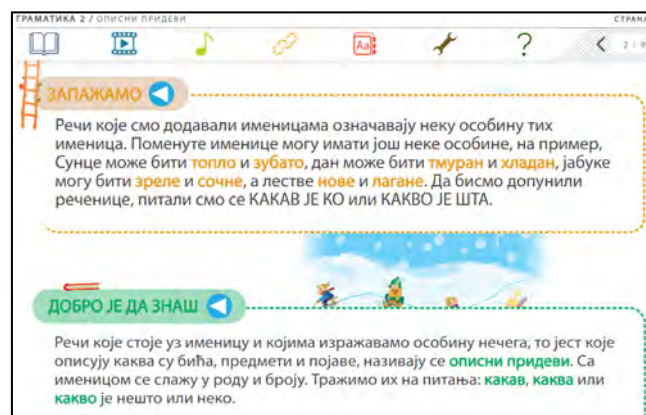 ГРАМАТИКА 2 / ОПИСНИ ПРИДЕВИ
СТРАНА
Aa
?
2 / 9
ЗАПАЖАМО
Речи које смо додавали именицама означавају неку особину тих
именица. Поменуте именице могу имати још неке особине, на пример,
Сунце може бити топло и зубато, дан може бити тмуран и хладан, јабуке
могу бити зреле и сочне, а лестве нове и лагане. Да бисмо допунили
реченице, питали смо се КАКАВ ЈЕ КО или КАКВО ЈЕ ШТА.
ДОБРО ЈЕ ДА ЗНАШ
Речи које стоје уз именицу и којима изражавамо особину нечега, то јест које
описују каква су бића, предмети и појаве, називају се описни придеви. Са
именицом се слажу у роду и броју. Тражимо их на питања: какав, каква или
какво је нешто или неко.